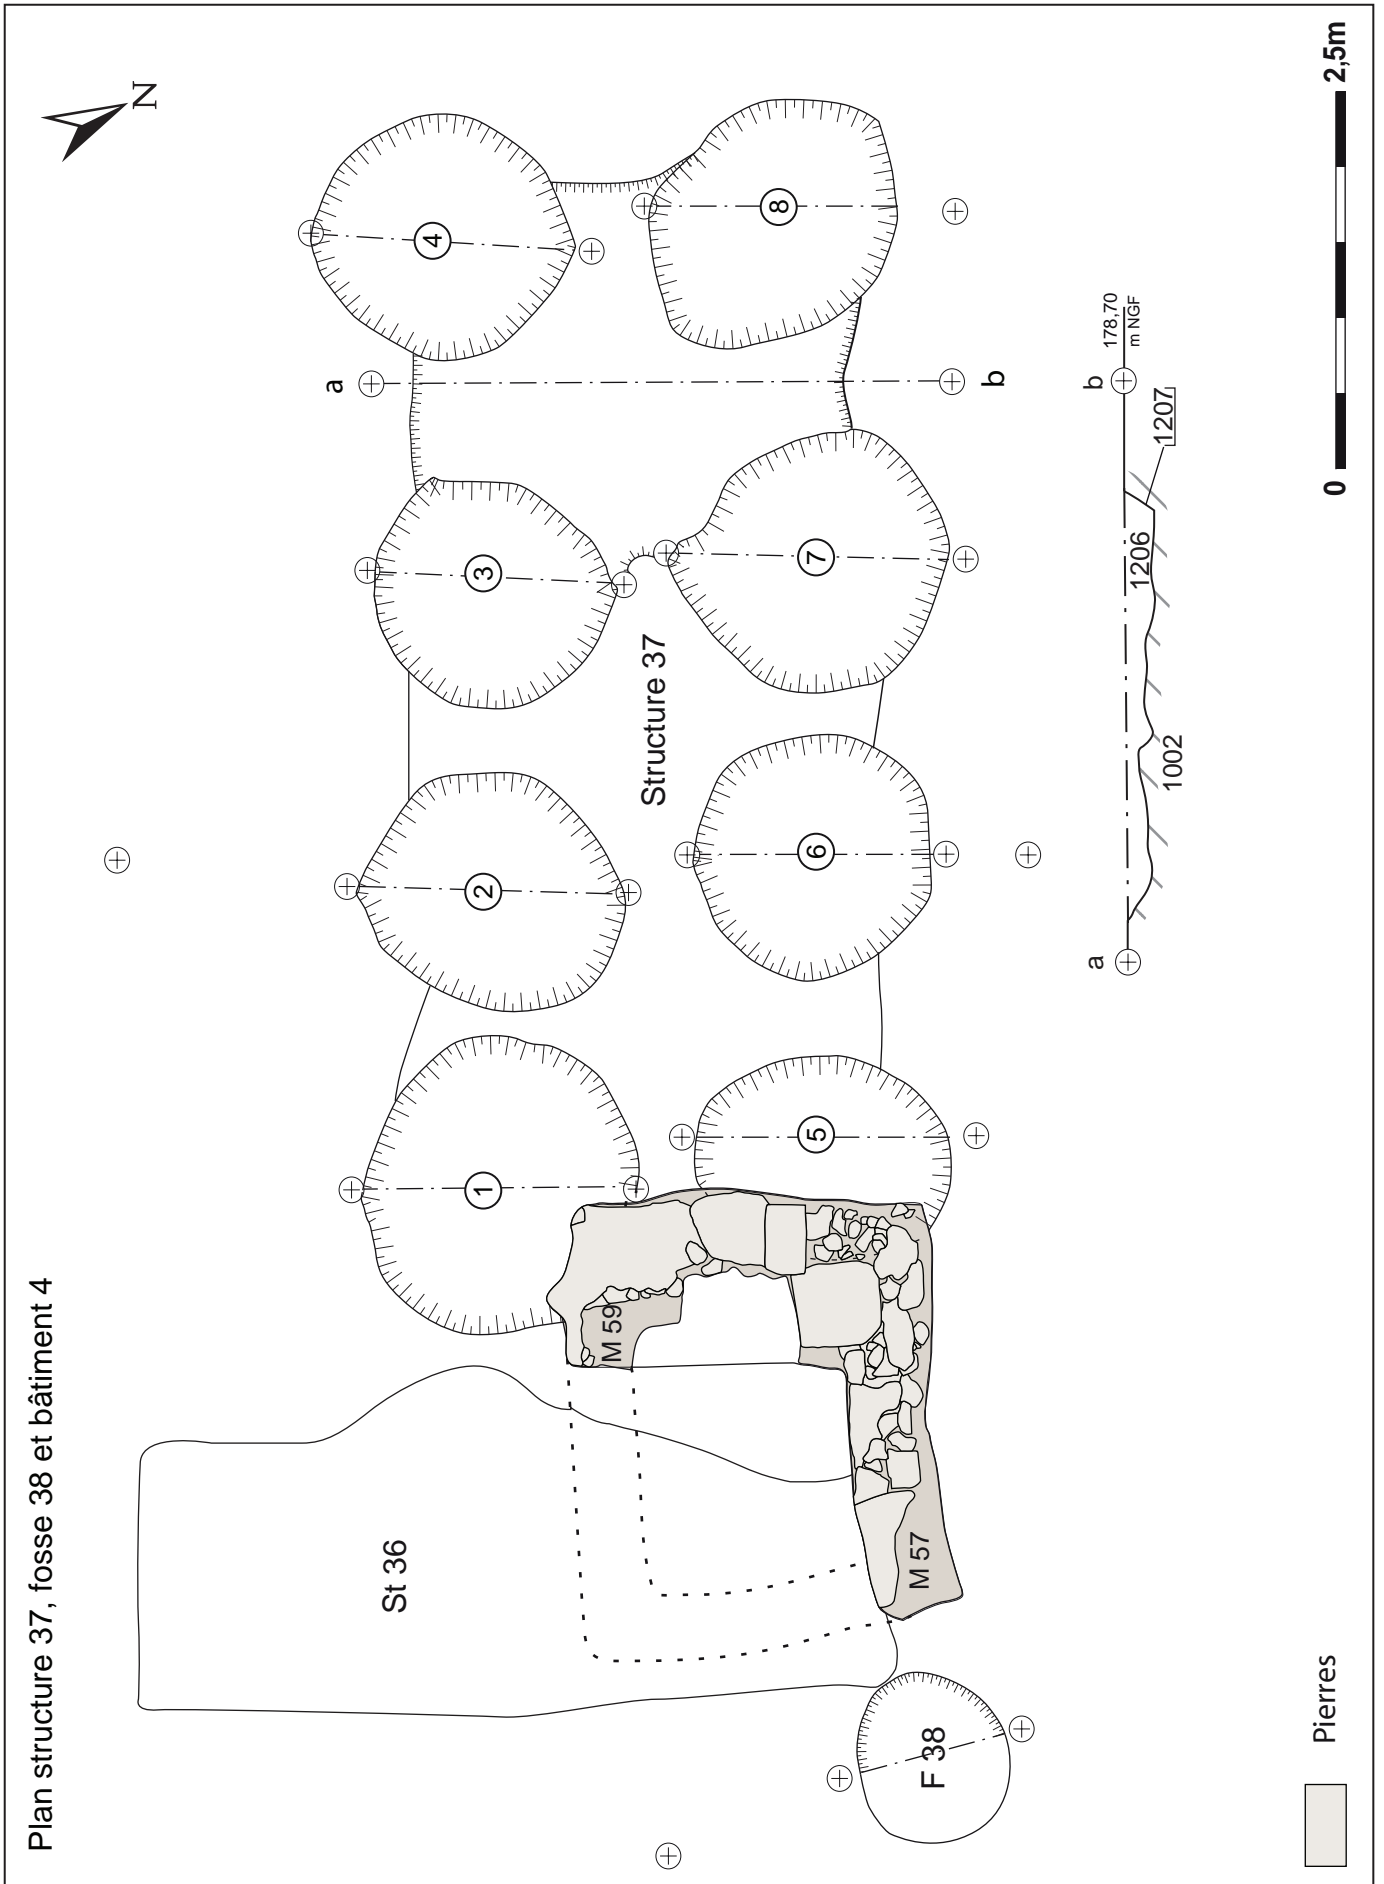 Plan structure 37, fosse 38 et bâtiment 4
N
4
8
a
b
3
7
Structure 37
2
6
1
5
M 59
St 36
M 57
F 38
a
b
178,70
m NGF
1207
1206
1002
0
2,5m
Pierres